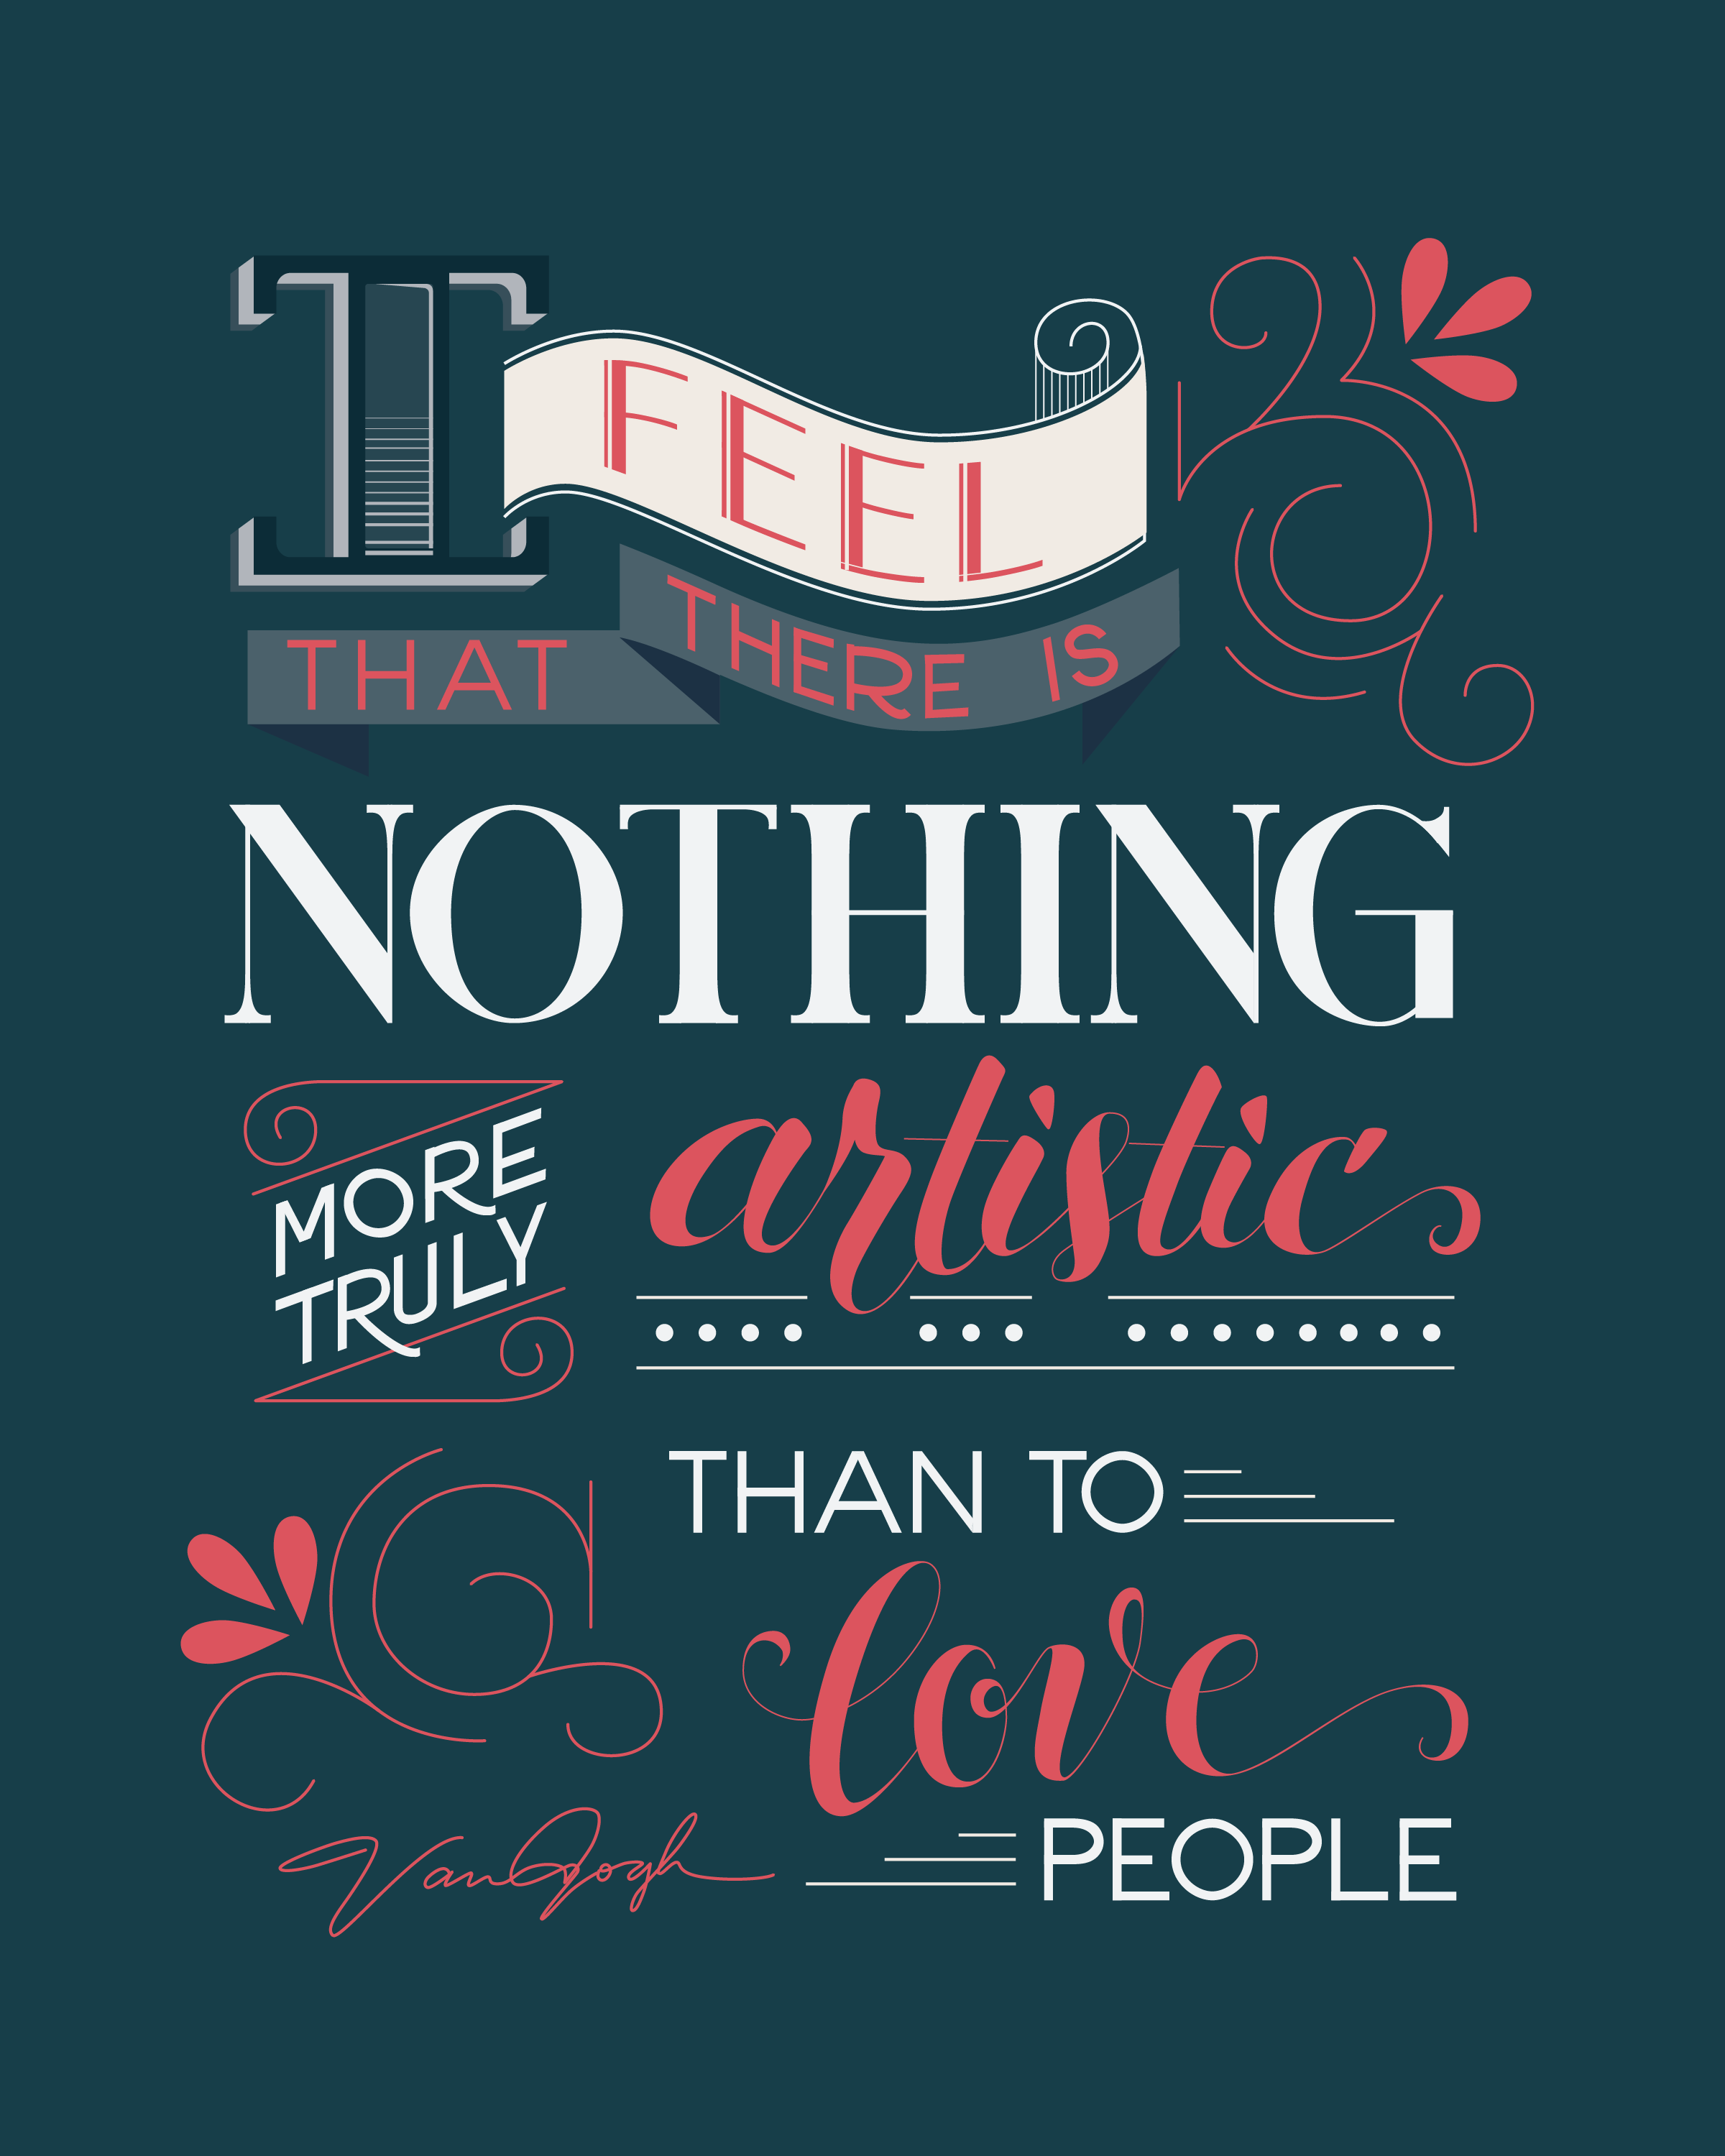 I FEEL
THAT THERE IS
NOTHING
MORE
TRULY
artistic
THAN TO
love
PEOPLE
Van Gogh